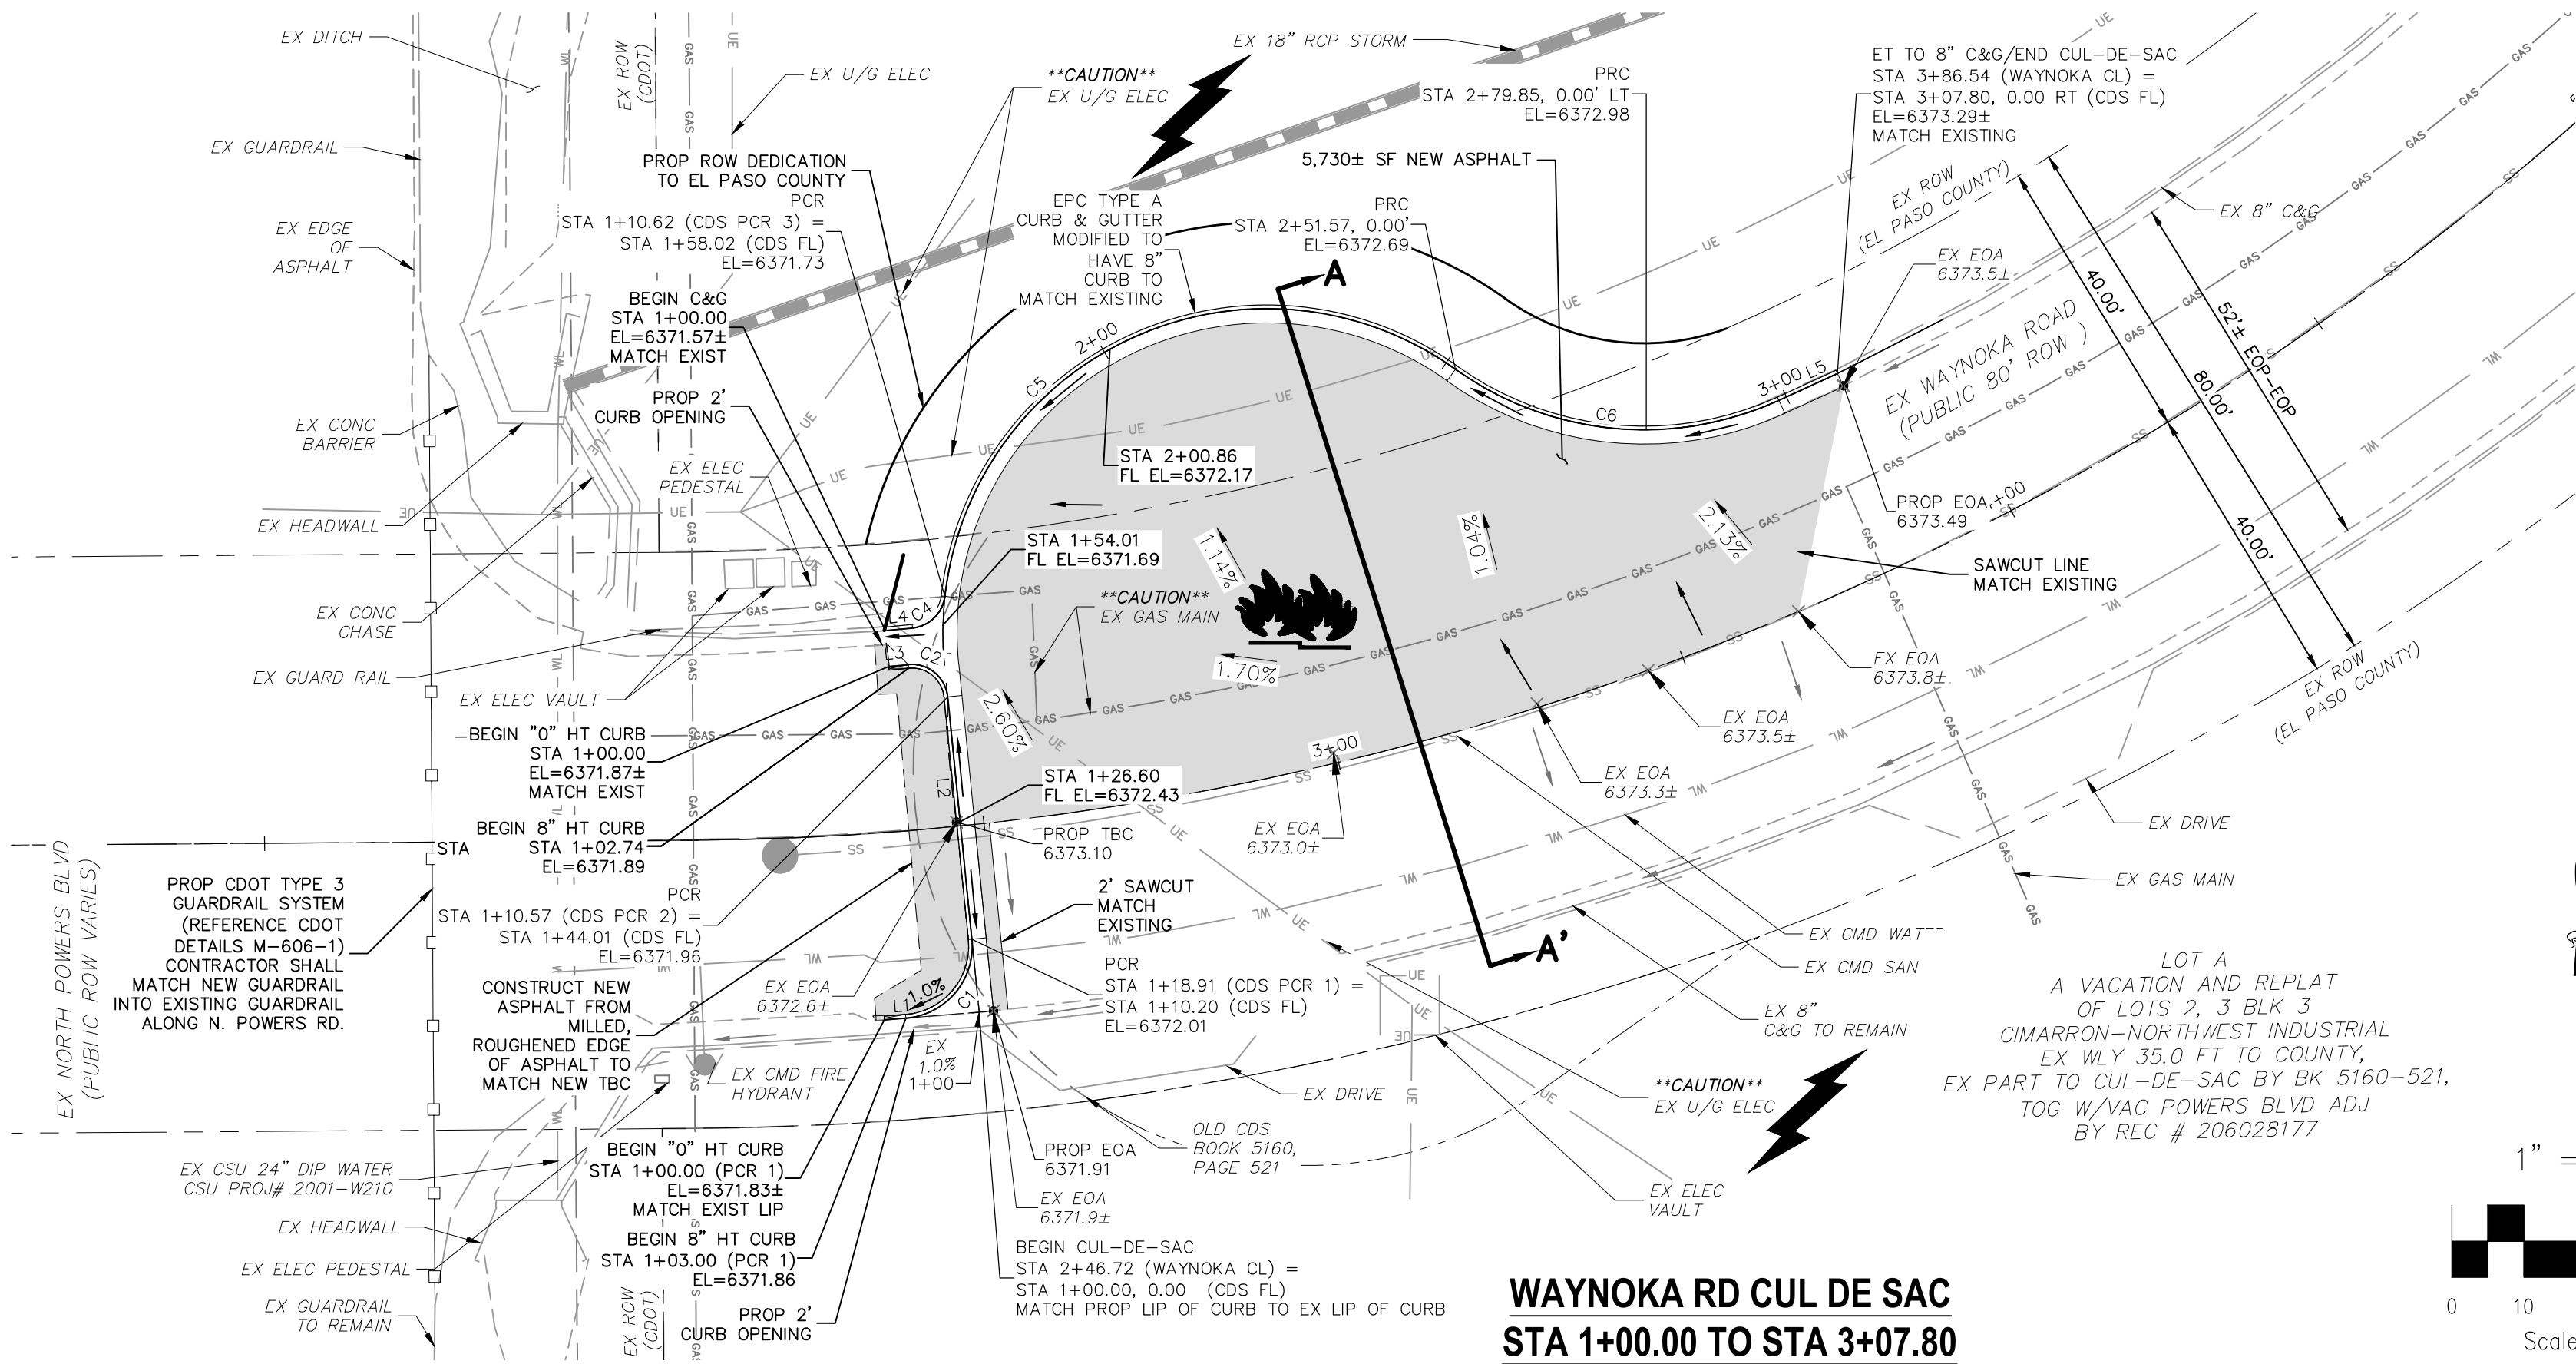 EX DITCH
EX GUARDRAIL
EX EDGE
OF
ASPHALT
EX CONC
BARRIER
EX HEADWALL
EX CONC
CHASE
EX GUARD RAIL
EX ELEC VAULT
EX ROW
(CDOT)
EX U/G ELEC
PROP ROW DEDICATION
TO EL PASO COUNTY
PCR
STA 1+10.62 (CDS PCR 3) =
STA 1+58.02 (CDS FL)
EL=6371.73
BEGIN C&G
STA 1+00.00
EL=6371.57±
MATCH EXIST
PROP 2'
CURB OPENING
EX ELEC
PEDESTAL
**CAUTION**
EX U/G ELEC
EX 18" RCP STORM
EPC TYPE A
CURB & GUTTER
MODIFIED TO
HAVE 8"
CURB TO
MATCH EXISTING
PRC
STA 2+79.85, 0.00' LT
EL=6372.98
5,730± SF NEW ASPHALT
PRC
STA 2+51.57, 0.00'
EL=6372.69
A
ET TO 8" C&G/END CUL-DE-SAC
STA 3+86.54 (WAYNOKA CL) =
STA 3+07.80, 0.00 RT (CDS FL)
EL=6373.29±
MATCH EXISTING
EX ROW
(EL PASO COUNTY)
EX 8" C&G
EX EOA
6373.5±
EX WAYNOKA ROAD
(PUBLIC 80' ROW )
40.00'
80.00'
52'± EOP-EOP
40.00'
2+00
C5
C6
3+00
L5
STA 2+00.86
FL EL=6372.17
STA 1+54.01
FL EL=6371.69
**CAUTION**
EX GAS MAIN
1.14%
1.04%
2.13%
1.70%
2.60%
PROP EOA
6373.49
+00
SAWCUT LINE
MATCH EXISTING
EX EOA
6373.8±
EX EOA
6373.5±
EX EOA
6373.3±
EX EOA
6373.0±
3+00
EX ROW
(EL PASO COUNTY)
L4
C4
L3
C2
L2
BEGIN "0" HT CURB
STA 1+00.00
EL=6371.87±
MATCH EXIST
BEGIN 8" HT CURB
STA 1+02.74
EL=6371.89
PCR
STA 1+10.57 (CDS PCR 2) =
STA 1+44.01 (CDS FL)
EL=6371.96
STA 1+26.60
FL EL=6372.43
PROP TBC
6373.10
2' SAWCUT
MATCH
EXISTING
PCR
STA 1+18.91 (CDS PCR 1) =
STA 1+10.20 (CDS FL)
EL=6372.01
EX NORTH POWERS BLVD
(PUBLIC ROW VARIES)
STA
PROP CDOT TYPE 3
GUARDRAIL SYSTEM
(REFERENCE CDOT
DETAILS M-606-1)
CONTRACTOR SHALL
MATCH NEW GUARDRAIL
INTO EXISTING GUARDRAIL
ALONG N. POWERS RD.
CONSTRUCT NEW
ASPHALT FROM
MILLED,
ROUGHENED EDGE
OF ASPHALT TO
MATCH NEW TBC
EX EOA
6372.6±
L1
1.0%
C1
EX
1.0%
1+00
EX CMD FIRE
HYDRANT
A'
EX DRIVE
EX GAS MAIN
EX CMD WAT
EX CMD SAN
EX 8"
C&G TO REMAIN
**CAUTION**
EX U/G ELEC
EX ELEC
VAULT
EX DRIVE
OLD CDS
BOOK 5160,
PAGE 521
LOT A
A VACATION AND REPLAT
OF LOTS 2, 3 BLK 3
CIMARRON-NORTHWEST INDUSTRIAL
EX WLY 35.0 FT TO COUNTY,
EX PART TO CUL-DE-SAC BY BK 5160-521,
TOG W/VAC POWERS BLVD ADJ
BY REC # 206028177
EX CSU 24" DIP WATER
CSU PROJ# 2001-W210
EX HEADWALL
EX ELEC PEDESTAL
EX GUARDRAIL
TO REMAIN
BEGIN "0" HT CURB
STA 1+00.00 (PCR 1)
EL=6371.83±
MATCH EXIST LIP
BEGIN 8" HT CURB
STA 1+03.00 (PCR 1)
EL=6371.86
PROP 2'
CURB OPENING
EX ROW
(CDOT)
PROP EOA
6371.91
EX EOA
6371.9±
BEGIN CUL-DE-SAC
STA 2+46.72 (WAYNOKA CL) =
STA 1+00.00, 0.00 (CDS FL)
MATCH PROP LIP OF CURB TO EX LIP OF CURB
WAYNOKA RD CUL DE SAC
STA 1+00.00 TO STA 3+07.80
1" =
0 10
Scale
GAS
UE
WL
SS